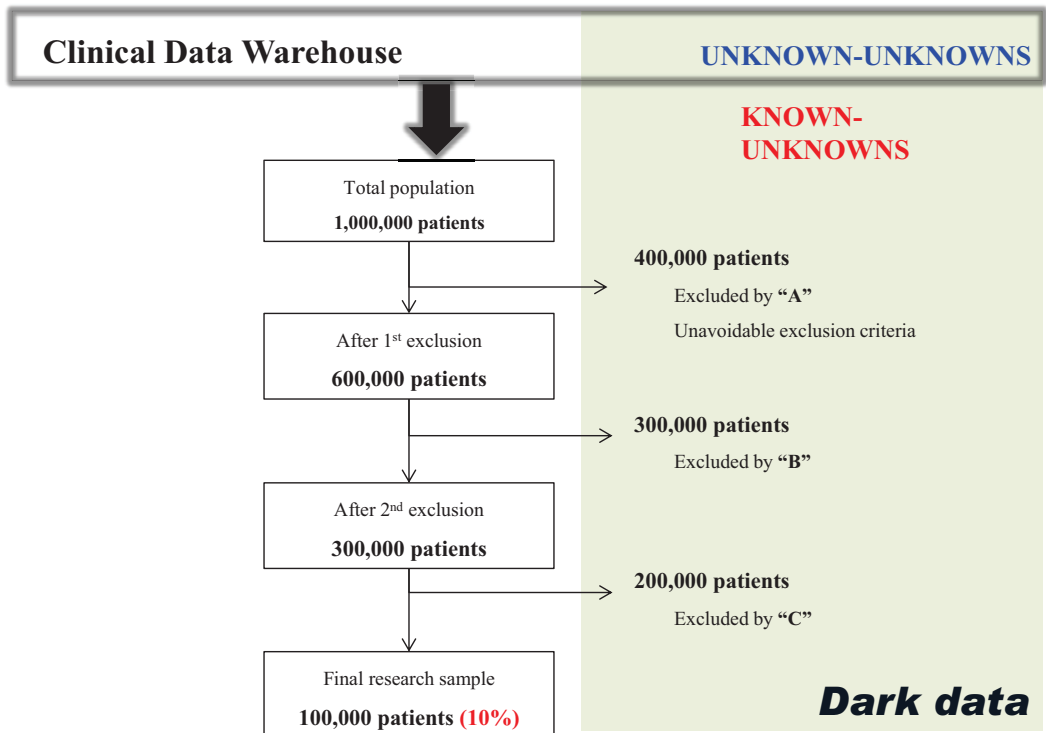 Clinical Data Warehouse
UNKNOWN-UNKNOWNS
KNOWN-
UNKNOWNS
Total population
1,000,000 patients
400,000 patients
Excluded by “A”
Unavoidable exclusion criteria
After 1st exclusion
600,000 patients
300,000 patients
Excluded by “B”
After 2nd exclusion
300,000 patients
200,000 patients
Excluded by “C”
Final research sample
100,000 patients (10%)
Dark data